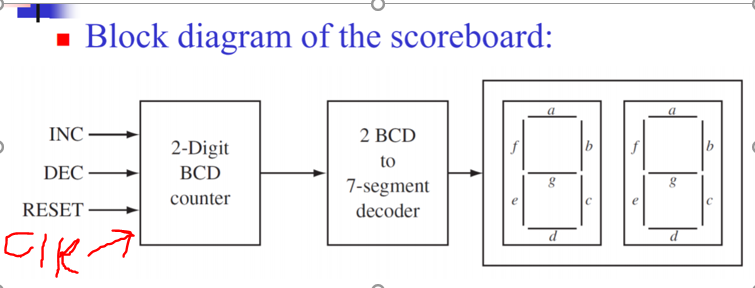 Block diagram of the scoreboard:
INC
DEC
RESET
Clk
2-Digit
BCD
counter
2 BCD
to
7-segment
decoder
a
f b
g
e c
d
a
f b
g
e c
d